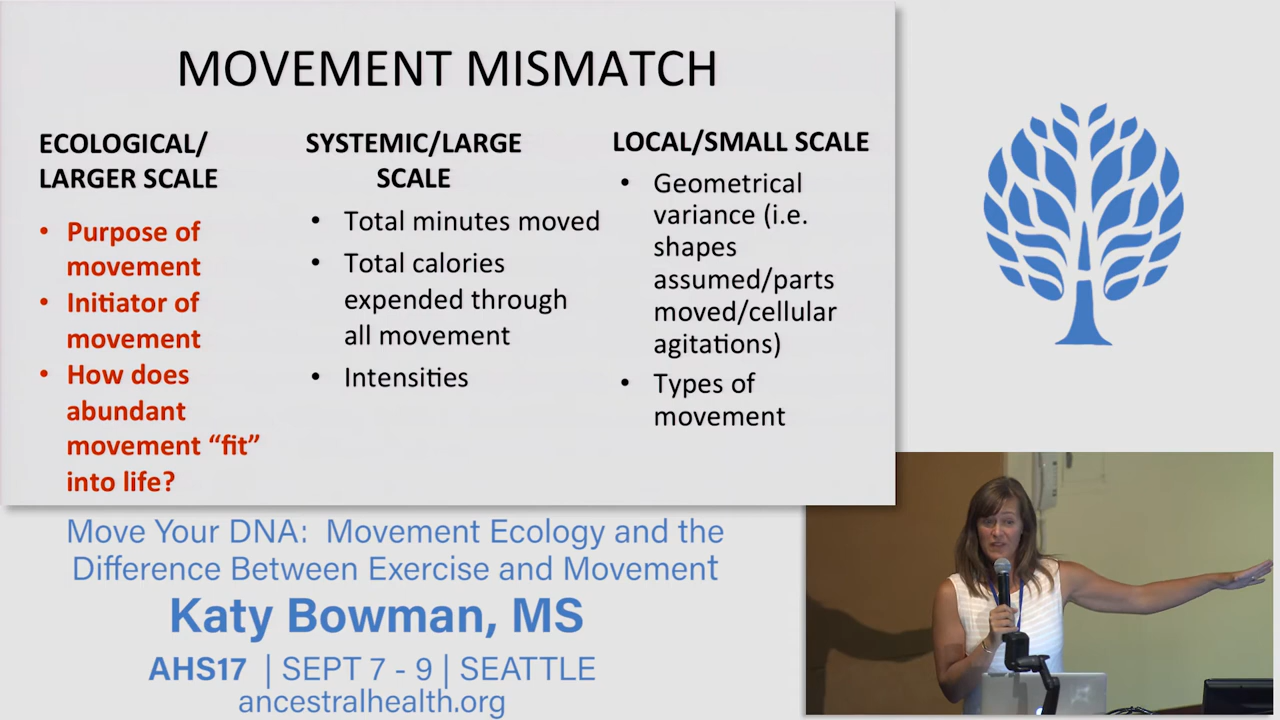 MOVEMENT MISMATCH
ECOLOGICAL/
LARGER SCALE
• Purpose of
movement
• Initiator of
movement
• How does
abundant
movement “fit”
into life?
SYSTEMIC/LARGE
SCALE
• Total minutes moved
• Total calories
expended through
all movement
• Intensities
LOCAL/SMALL SCALE
• Geometrical
variance (i.e.
shapes
assumed/parts
moved/cellular
agitations)
• Types of
movement
Move Your DNA: Movement Ecology and the
Difference Between Exercise and Movement
Katy Bowman, MS
AHS17 | SEPT 7 - 9 | SEATTLE
ancestralhealth.org